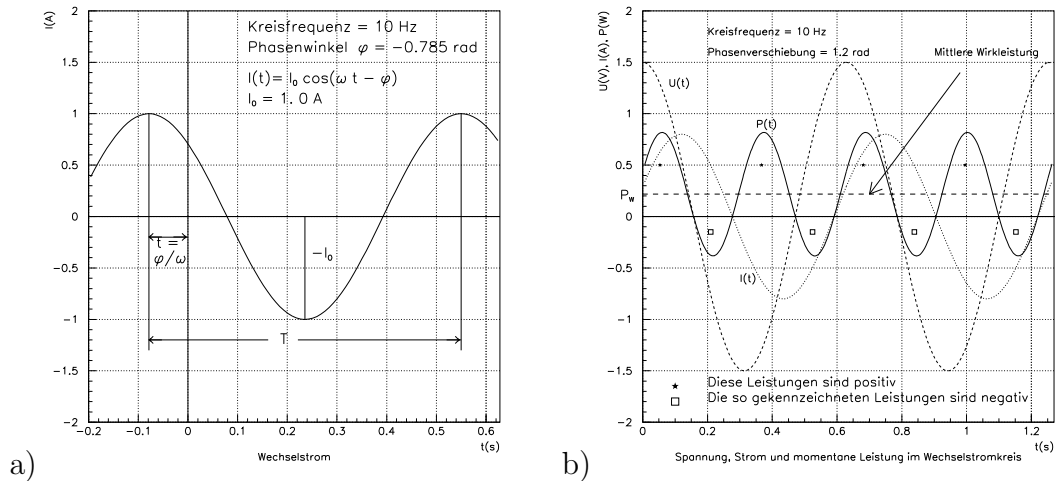 I(A)
2
1.5
1
0.5
0
−0.5
−1
−1.5
−2
Kreisfrequenz = 10 Hz
Phasenwinkel φ = −0.785 rad
I(t)= I₀ cos(ω t − φ)
I₀ = 1.0 A
t =
φ/ω
−I₀
T
−0.2 −0.1 0 0.1 0.2 0.3 0.4 0.5 0.6
t(s)
Wechselstrom
a)
U(V), I(A), P(W)
2
1.5
1
0.5
P_w
0
−0.5
−1
−1.5
−2
Kreisfrequenz = 10 Hz
Phasenverschiebung = 1.2 rad
Mittlere Wirkleistung
U(t)
P(t)
I(t)
Diese Leistungen sind positiv
Die so gekennzeichneten Leistungen sind negativ
0 0.2 0.4 0.6 0.8 1 1.2
t(s)
Spannung, Strom und momentane Leistung im Wechselstromkreis
b)